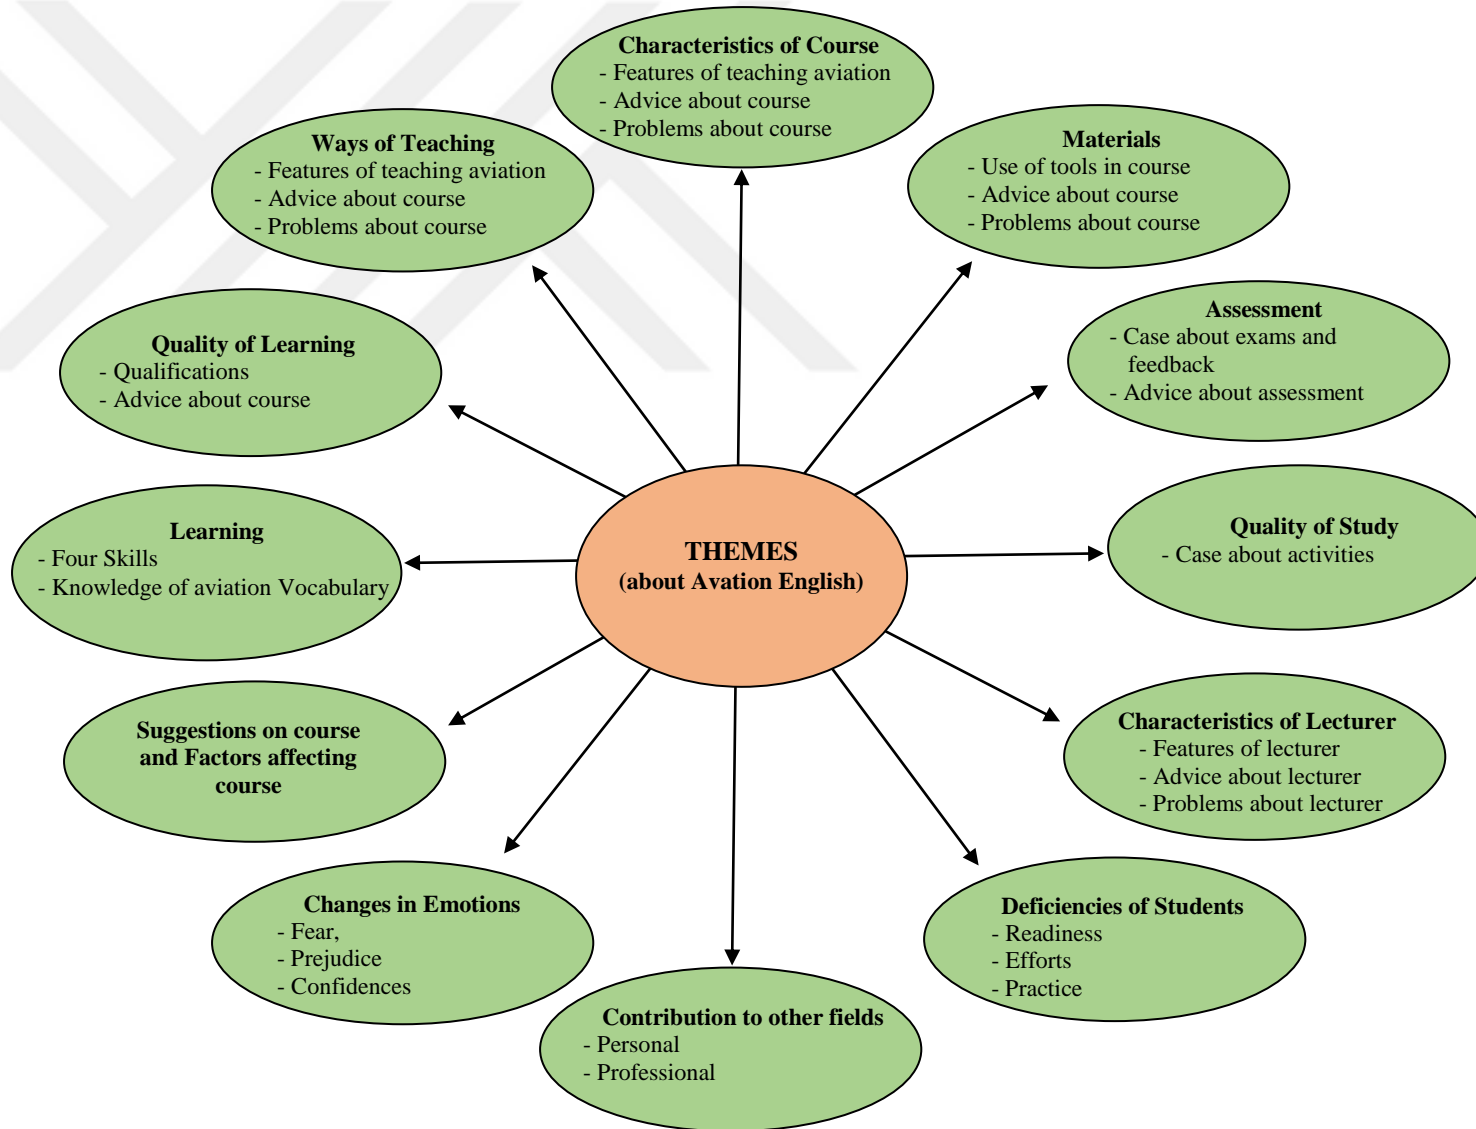 Characteristics of Course
- Features of teaching aviation
- Advice about course
- Problems about course
Ways of Teaching
- Features of teaching aviation
- Advice about course
- Problems about course
Materials
- Use of tools in course
- Advice about course
- Problems about course
Quality of Learning
- Qualifications
- Advice about course
Assessment
- Case about exams and
feedback
- Advice about assessment
Learning
- Four Skills
- Knowledge of aviation Vocabulary
THEMES
(about Avation English)
Quality of Study
- Case about activities
Suggestions on course
and Factors affecting
course
Characteristics of Lecturer
- Features of lecturer
- Advice about lecturer
- Problems about lecturer
Changes in Emotions
- Fear,
- Prejudice
- Confidences
Deficiencies of Students
- Readiness
- Efforts
- Practice
Contribution to other fields
- Personal
- Professional